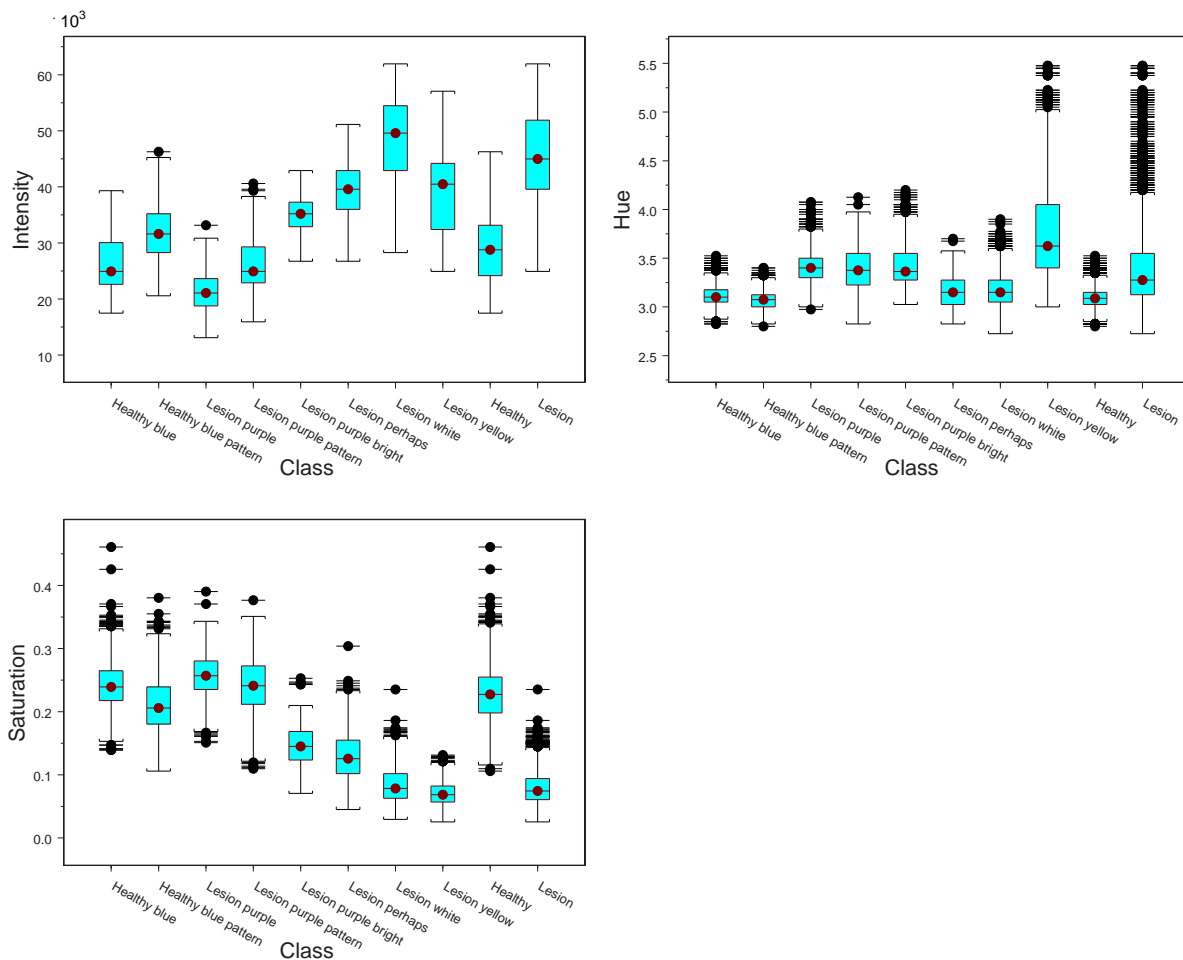 · 10³
60
50
40
30
20
10
Intensity
Healthy blue
Healthy blue pattern
Lesion purple
Lesion purple pattern
Lesion purple bright
Lesion perhaps
Lesion white
Lesion yellow
Healthy
Lesion
Class
5.5
5.0
4.5
4.0
3.5
3.0
2.5
Hue
Healthy blue
Healthy blue pattern
Lesion purple
Lesion purple pattern
Lesion purple bright
Lesion perhaps
Lesion white
Lesion yellow
Healthy
Lesion
Class
0.4
0.3
0.2
0.1
0.0
Saturation
Healthy blue
Healthy blue pattern
Lesion purple
Lesion purple pattern
Lesion purple bright
Lesion perhaps
Lesion white
Lesion yellow
Healthy
Lesion
Class